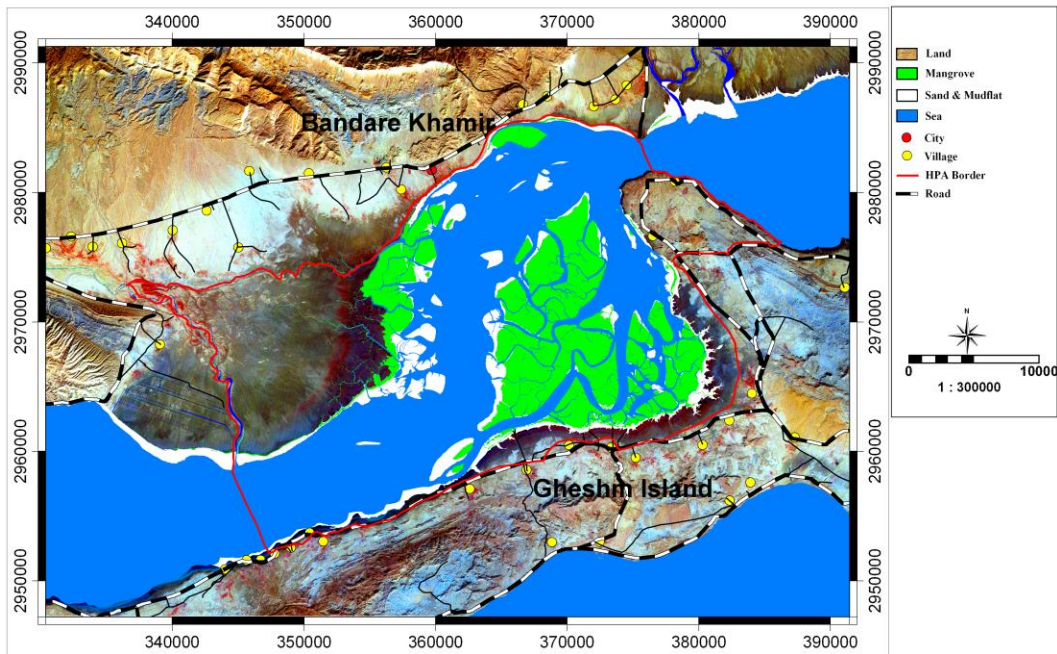 340000 350000 360000 370000 380000 390000
2990000
2980000
2970000
2960000
2950000
Bandare Khamir
Gheshm Island
2990000
2980000
2970000
2960000
2950000
340000 350000 360000 370000 380000 390000
Land
Mangrove
Sand & Mudflat
Sea
City
Village
HPA Border
Road
N
0 10000
1 : 300000